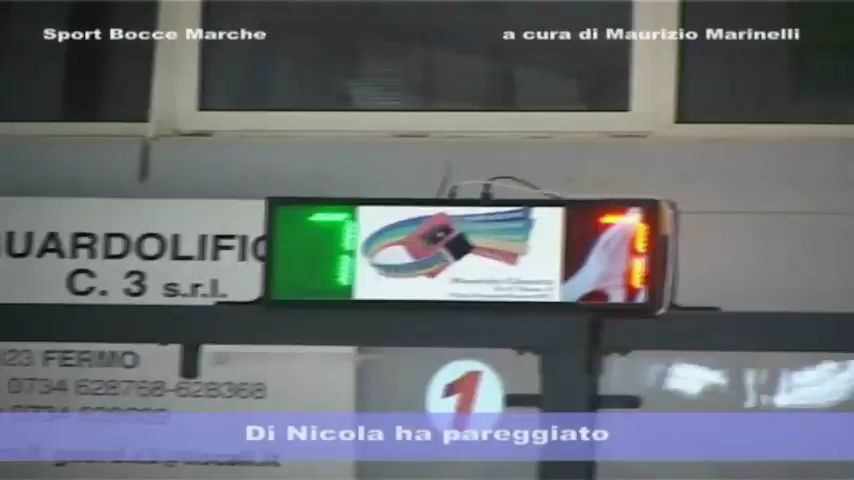 Sport Bocce Marche
a cura di Maurizio Marinelli
UARDOLIFIC
C. 3 s.r.l.
23 FERMO
0734 628768-628368
0734
1
Di Nicola ha pareggiato